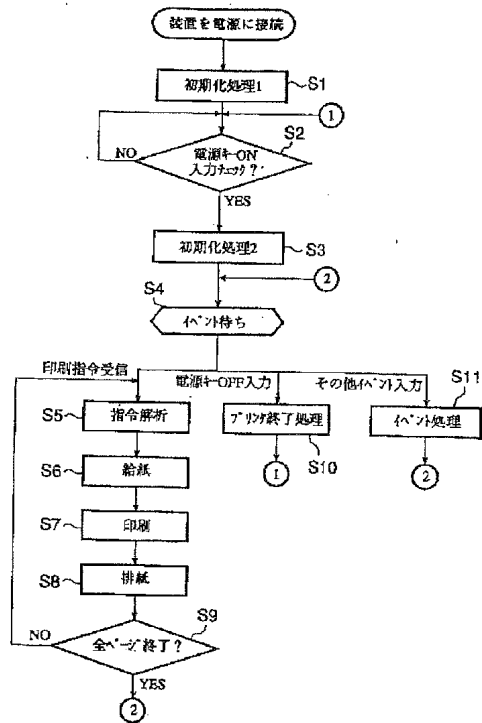 装置を電源に接続
初期化処理1
S1
①
S2
NO
電源キーON
入力チェック?
YES
初期化処理2
S3
②
S4
イベント待ち
印刷指令受信
電源キーOFF入力
その他イベント入力
S11
S5
指令解析
プリンタ終了処理
イベント処理
S10
S6
給紙
①
②
S7
印刷
S8
排紙
S9
NO
全ページ終了?
YES
②